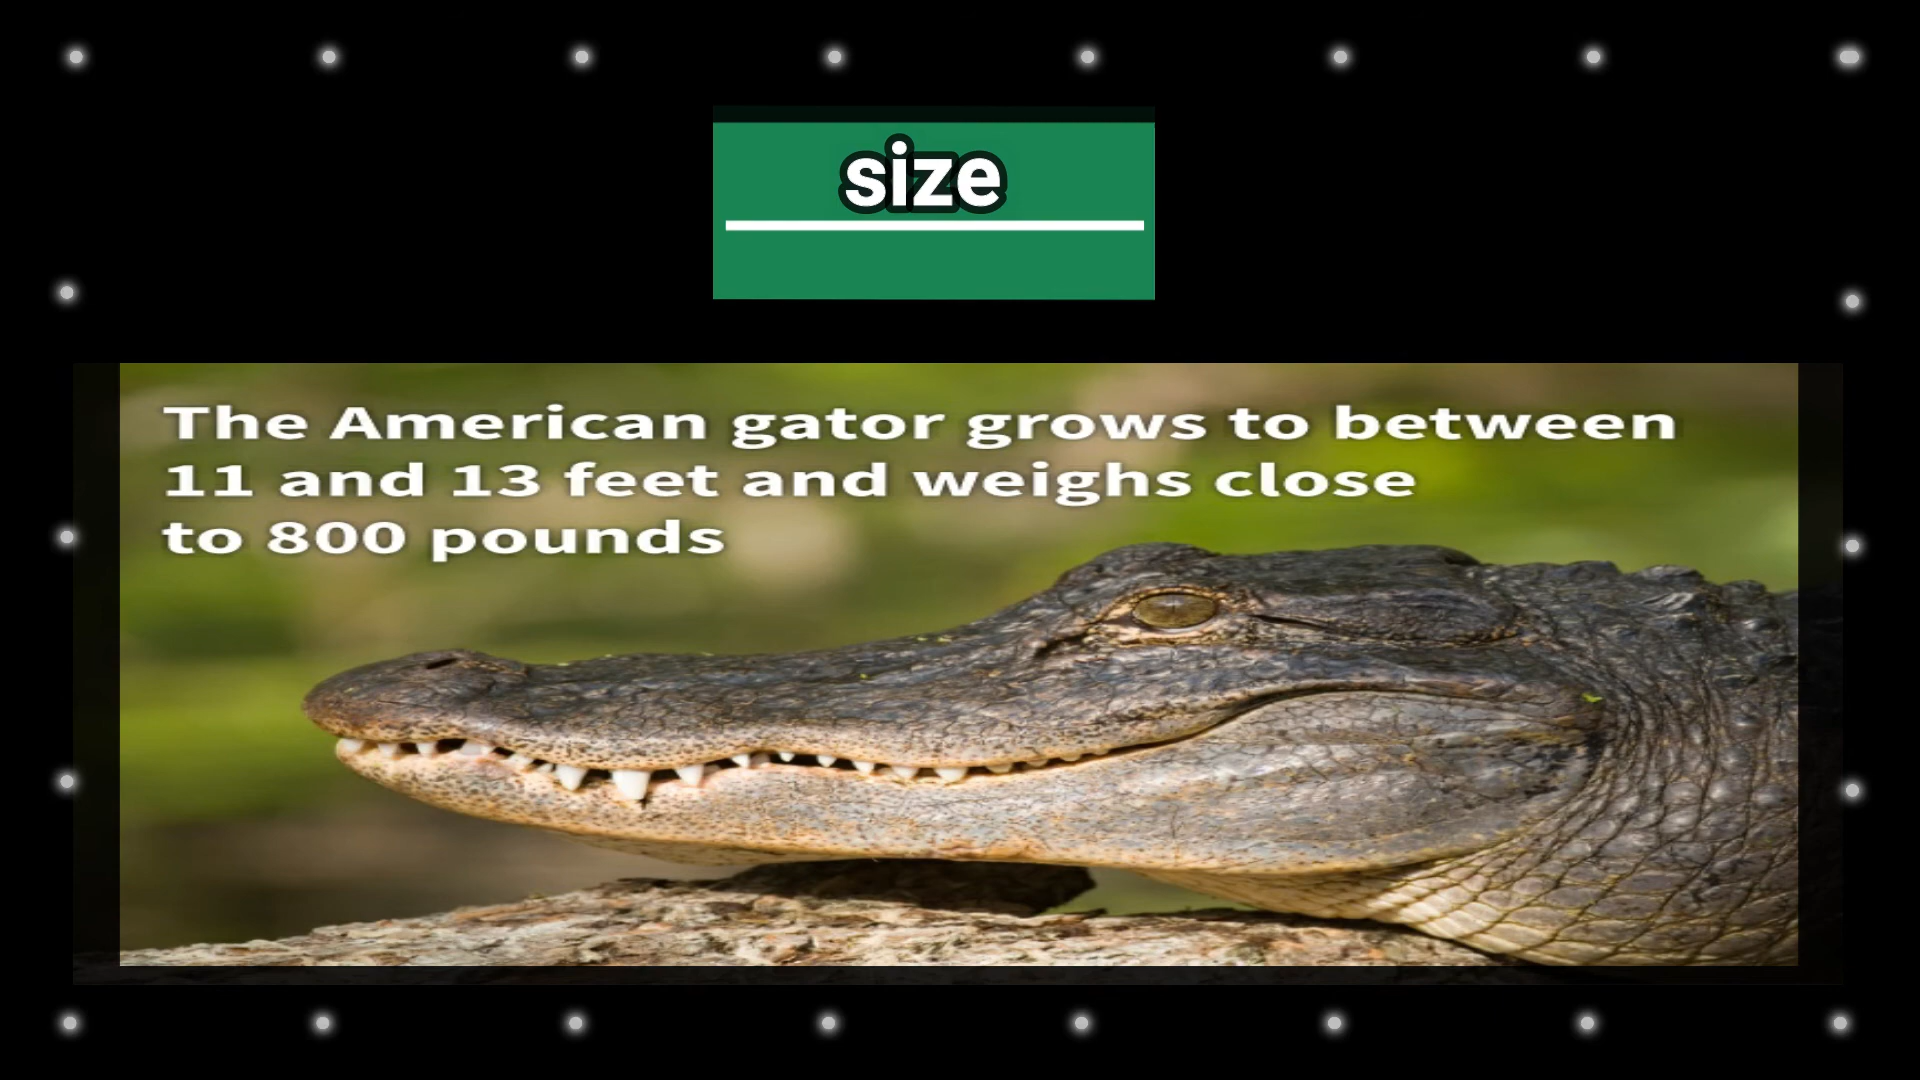 size
The American gator grows to between
11 and 13 feet and weighs close
to 800 pounds